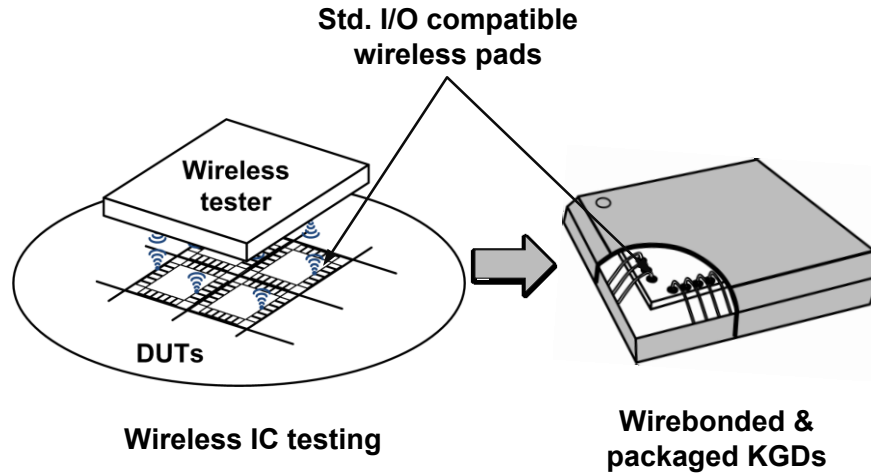 Std. I/O compatible
wireless pads
Wireless
tester
DUTs
Wireless IC testing
Wirebonded &
packaged KGDs